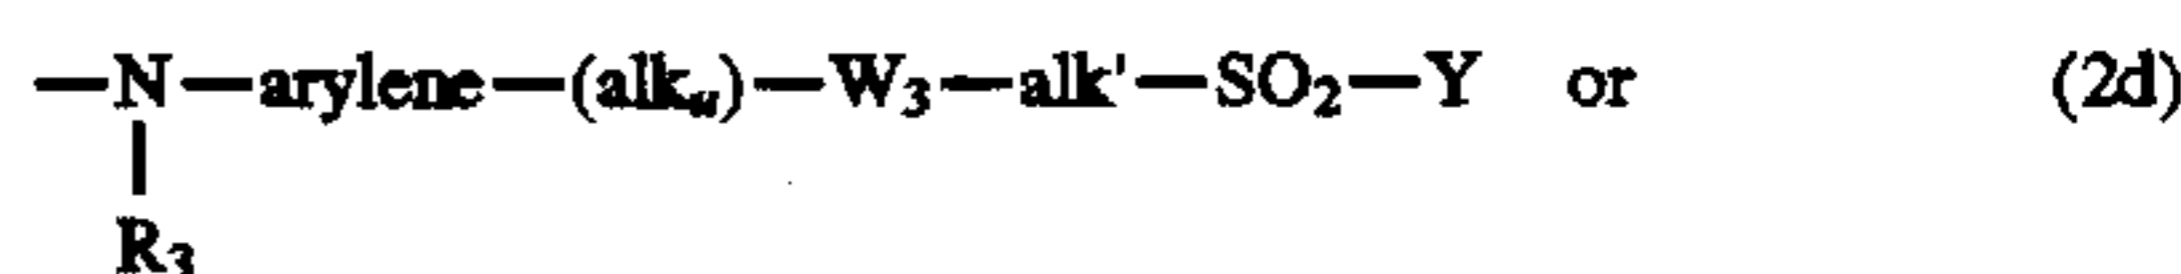 —N—arylene—(alkᵤ)—W₃—alk'—SO₂—Y or (2d)
|
R₃